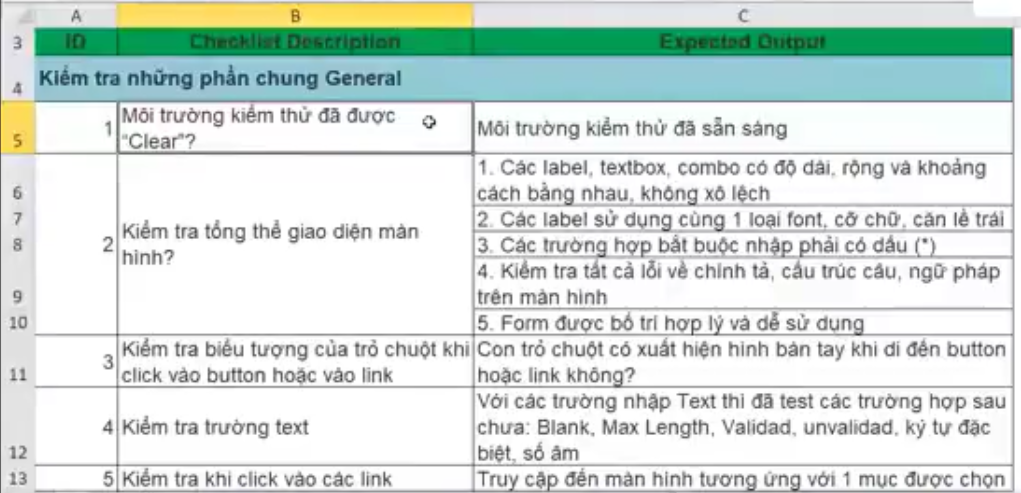 A B C
3 ID Checklist Description Expected Output
4 Kiểm tra những phần chung General
5 1 Môi trường kiểm thử đã được
"Clear"?
Môi trường kiểm thử đã sẵn sáng
2 Kiểm tra tổng thể giao diện màn
hình?
6 1. Các label, textbox, combo có độ dài, rộng và khoảng
cách bằng nhau, không xô lệch
7 2. Các label sử dụng cùng 1 loại font, cỡ chữ, căn lề trái
8 3. Các trường hợp bắt buộc nhập phải có dấu (*)
9 4. Kiểm tra tất cả lỗi về chính tả, cấu trúc câu, ngữ pháp
trên màn hình
10 5. Form được bố trí hợp lý và dễ sử dụng
11 3 Kiểm tra biểu tượng của trỏ chuột khi
click vào button hoặc vào link
Con trỏ chuột có xuất hiện hình bàn tay khi di đến button
hoặc link không?
12 4 Kiểm tra trường text
Với các trường nhập Text thì đã test các trường hợp sau
chưa: Blank, Max Length, Validad, unvalidad, ký tự đặc
biệt, số âm
13 5 Kiểm tra khi click vào các link
Truy cập đến màn hình tương ứng với 1 mục được chọn